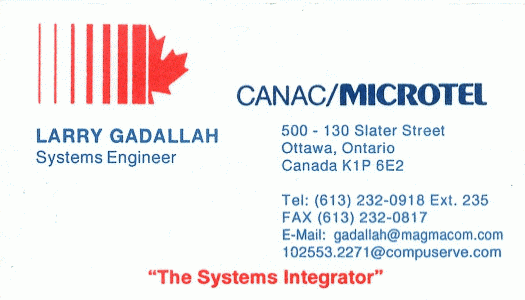 CANAC/MICROTEL
LARRY GADALLAH
Systems Engineer
500 - 130 Slater Street
Ottawa, Ontario
Canada K1P 6E2
Tel: (613) 232-0918 Ext. 235
FAX (613) 232-0817
E-Mail: gadallah@magmacom.com
102553.2271@compuserve.com
“The Systems Integrator”